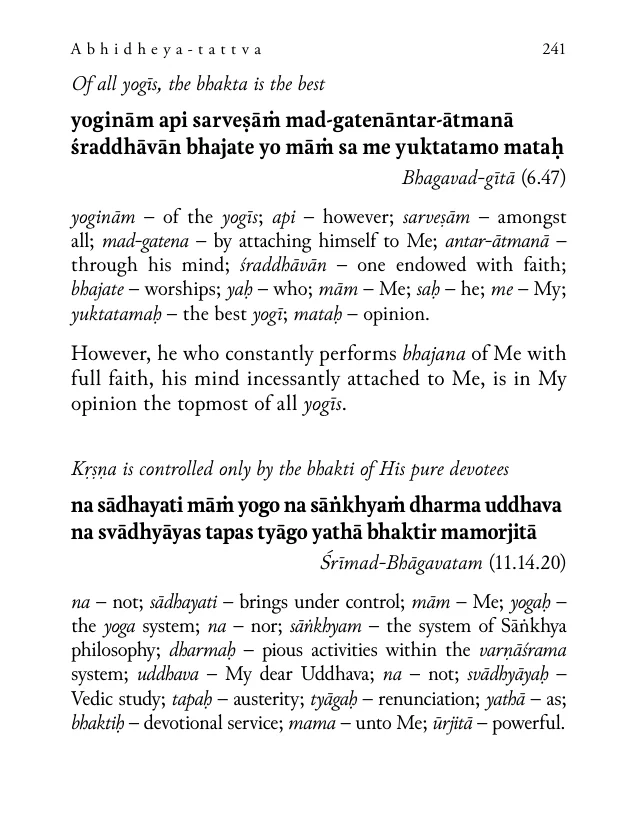 Abhidheya-tattva 241
Of all yogīs, the bhakta is the best
yoginām api sarveṣāṁ mad-gatenāntar-ātmanā
śraddhāvān bhajate yo māṁ sa me yuktatamo mataḥ
Bhagavad-gītā (6.47)
yoginām – of the yogīs; api – however; sarveṣām – amongst
all; mad-gatena – by attaching himself to Me; antar-ātmanā –
through his mind; śraddhāvān – one endowed with faith;
bhajate – worships; yaḥ – who; mām – Me; saḥ – he; me – My;
yuktatamaḥ – the best yogī; mataḥ – opinion.
However, he who constantly performs bhajana of Me with
full faith, his mind incessantly attached to Me, is in My
opinion the topmost of all yogīs.
Kṛṣṇa is controlled only by the bhakti of His pure devotees
na sādhayati māṁ yogo na sāṅkhyaṁ dharma uddhava
na svādhyāyas tapas tyāgo yathā bhaktir mamorjitā
Śrīmad-Bhāgavatam (11.14.20)
na – not; sādhayati – brings under control; mām – Me; yogaḥ –
the yoga system; na – nor; sāṅkhyam – the system of Sāṅkhya
philosophy; dharmaḥ – pious activities within the varṇāśrama
system; uddhava – My dear Uddhava; na – not; svādhyāyaḥ –
Vedic study; tapaḥ – austerity; tyāgaḥ – renunciation; yathā – as;
bhaktiḥ – devotional service; mama – unto Me; ūrjitā – powerful.